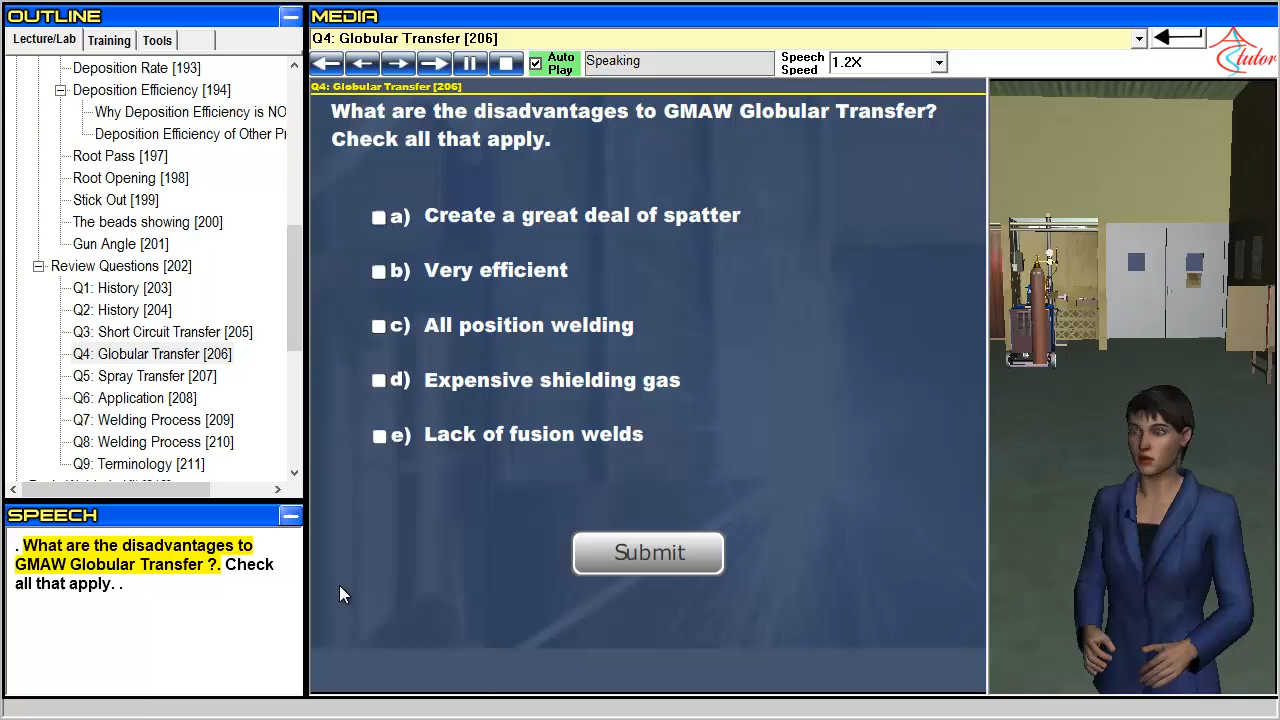 OUTLINE
Lecture/Lab Training Tools
Deposition Rate [193]
Deposition Efficiency [194]
Why Deposition Efficiency is NO
Deposition Efficiency of Other Pr
Root Pass [197]
Root Opening [198]
Stick Out [199]
The beads showing [200]
Gun Angle [201]
Review Questions [202]
Q1: History [203]
Q2: History [204]
Q3: Short Circuit Transfer [205]
Q4: Globular Transfer [206]
Q5: Spray Transfer [207]
Q6: Application [208]
Q7: Welding Process [209]
Q8: Welding Process [210]
Q9: Terminology [211]
SPEECH
. What are the disadvantages to
GMAW Globular Transfer ?. Check
all that apply. .
MEDIA
Q4: Globular Transfer [206]
Auto
Play
Speaking
Speech
Speed
1.2X
tutor
Q4: Globular Transfer [206]
What are the disadvantages to GMAW Globular Transfer?
Check all that apply.
a) Create a great deal of spatter
b) Very efficient
c) All position welding
d) Expensive shielding gas
e) Lack of fusion welds
Submit